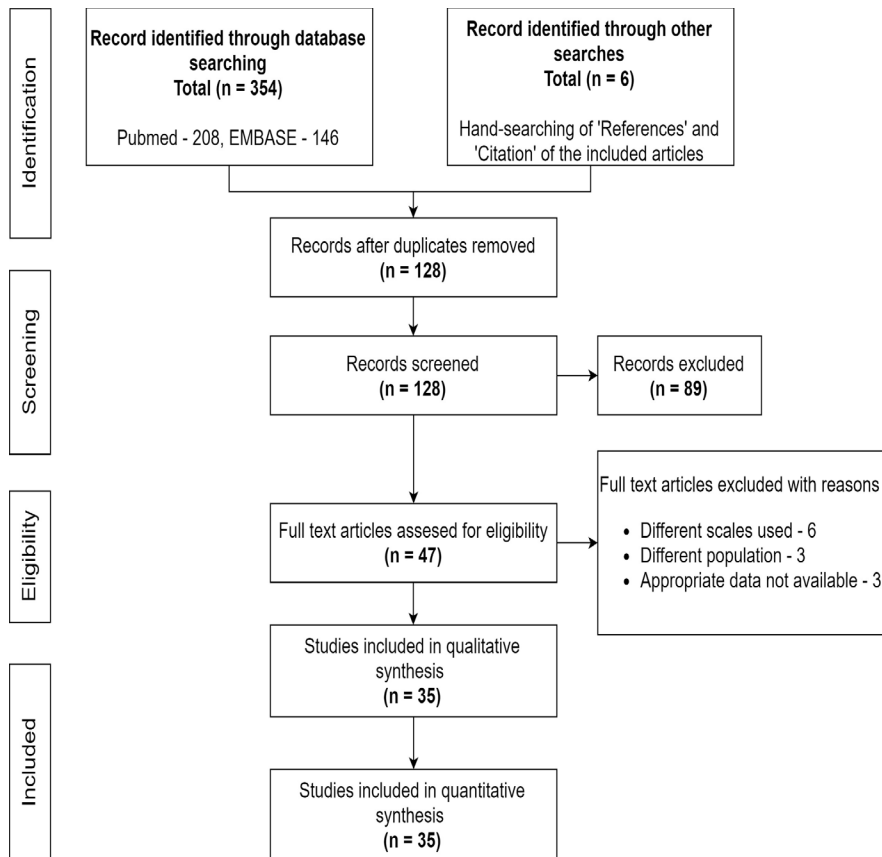 Identification
Record identified through database
searching
Total (n = 354)
Pubmed - 208, EMBASE - 146
Record identified through other
searches
Total (n = 6)
Hand-searching of 'References' and
'Citation' of the included articles
Records after duplicates removed
(n = 128)
Screening
Records screened
(n = 128)
Records excluded
(n = 89)
Eligibility
Full text articles assesed for eligibility
(n = 47)
Full text articles excluded with reasons
• Different scales used - 6
• Different population - 3
• Appropriate data not available - 3
Included
Studies included in qualitative
synthesis
(n = 35)
Studies included in quantitative
synthesis
(n = 35)